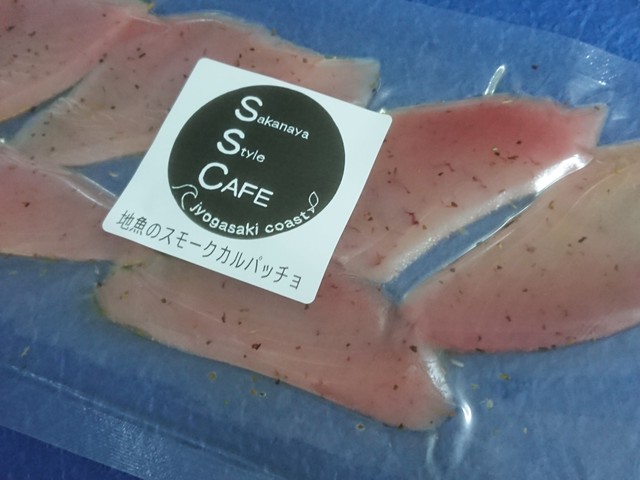 Sakanaya
Style
CAFE
jyogasaki coast
地魚のスモークカルパッチョ